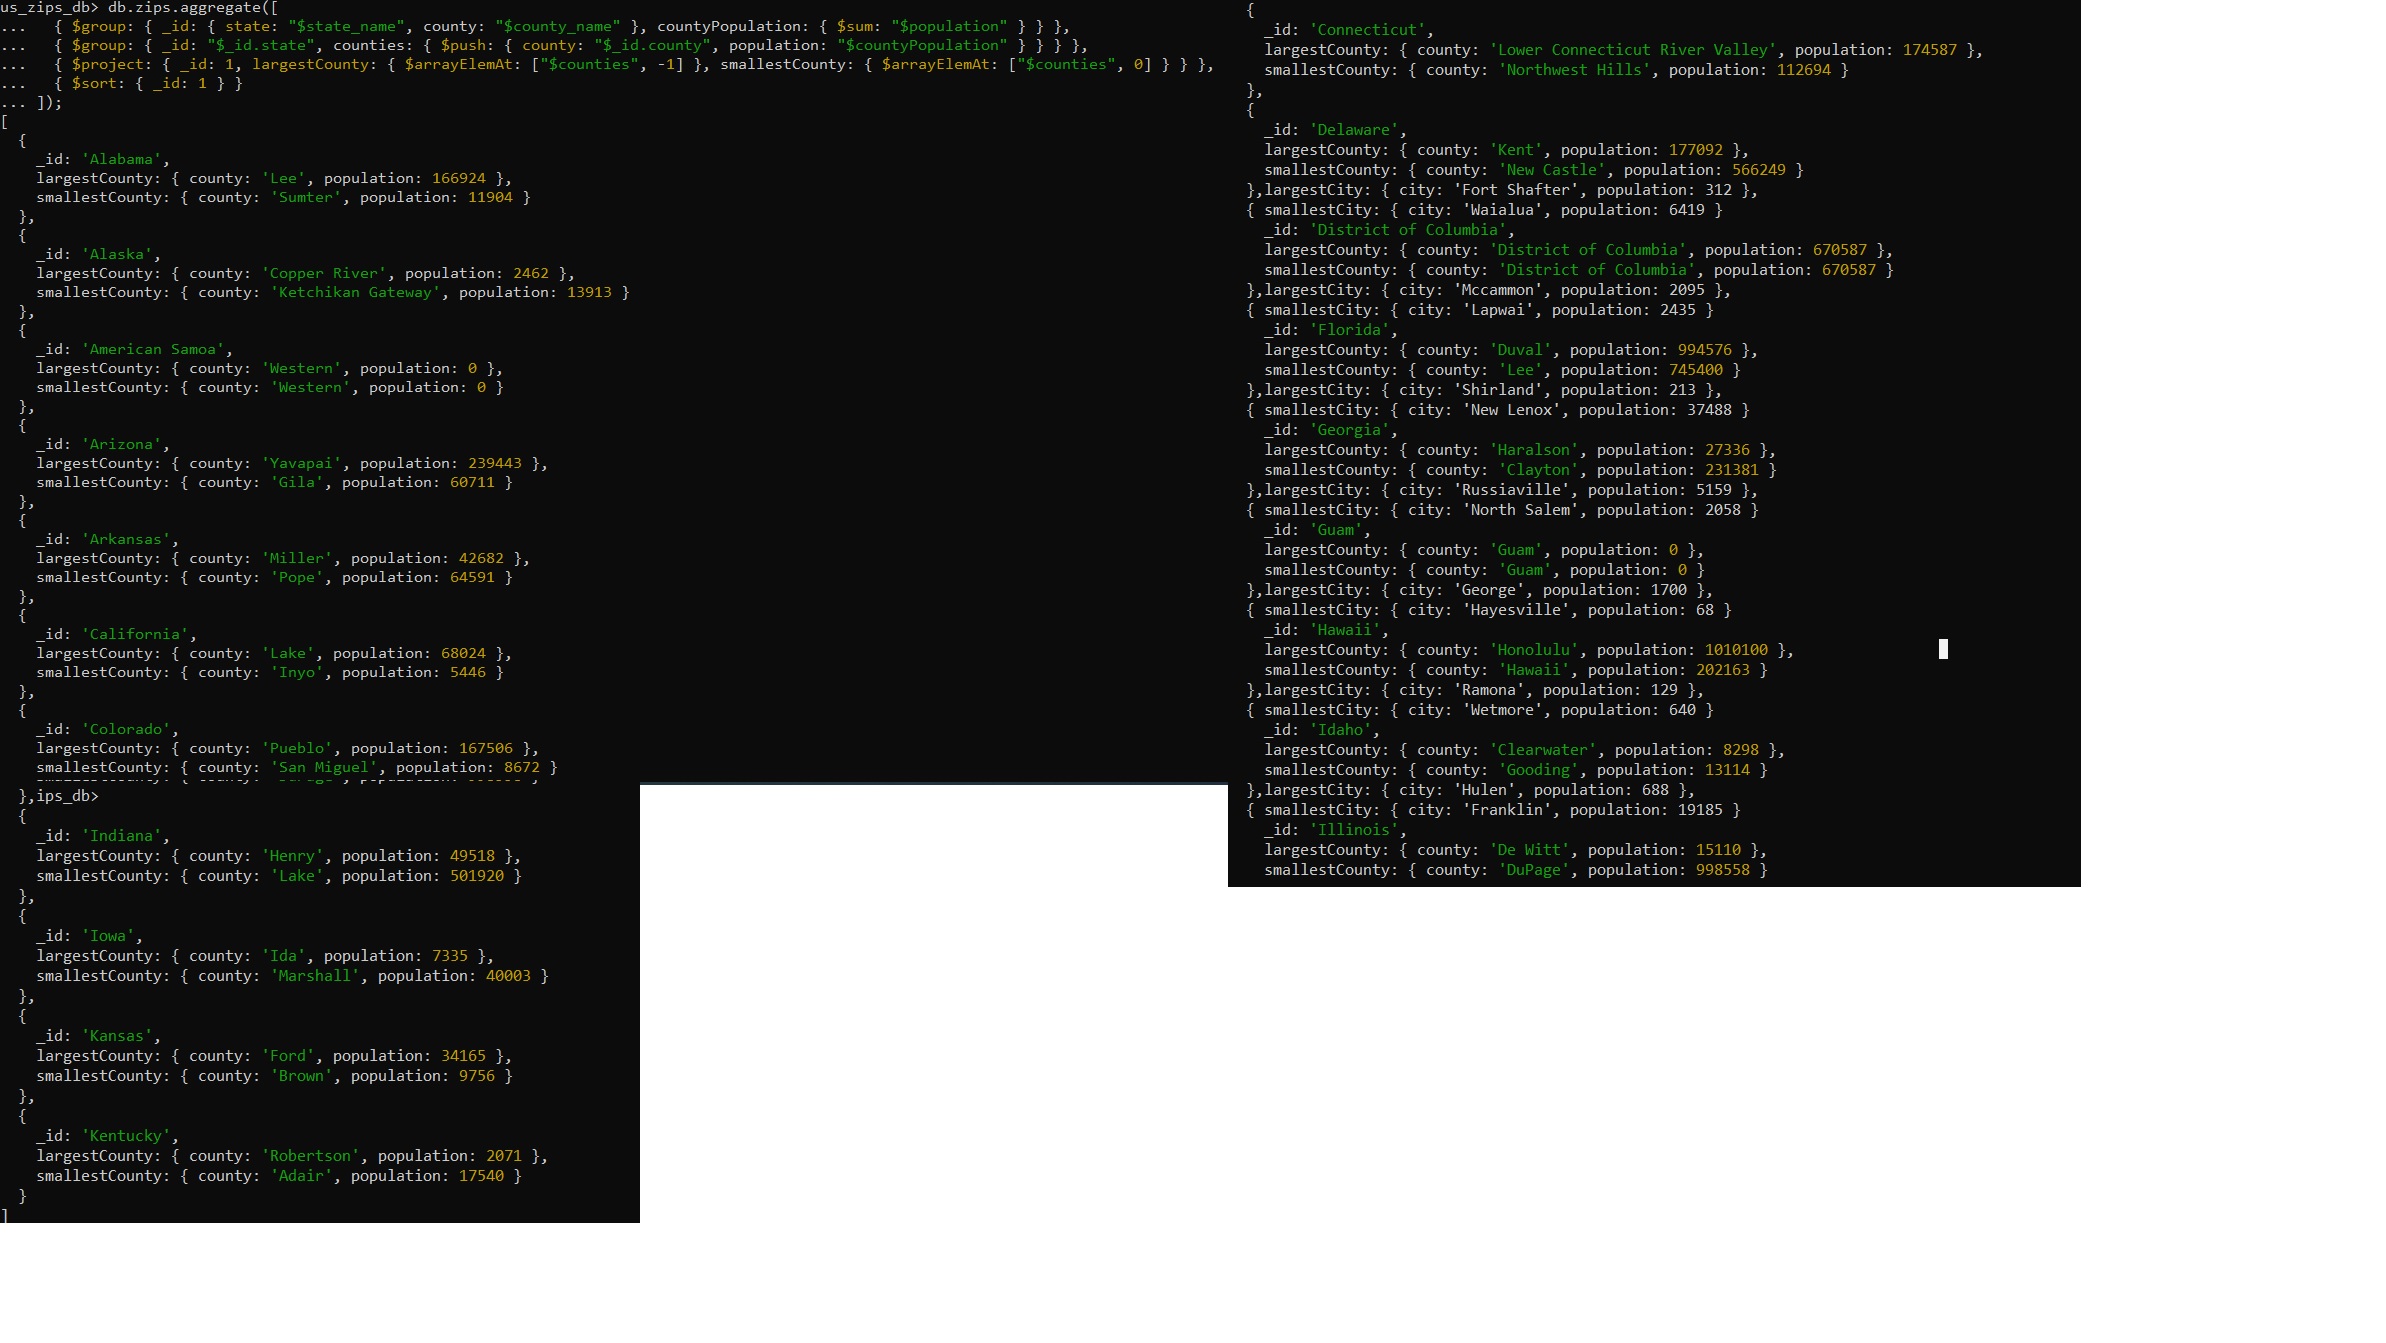 us_zips_db> db.zips.aggregate([
...   { $group: { _id: { state: "$state_name", county: "$county_name" }, countyPopulation: { $sum: "$population" } } },
...   { $group: { _id: "$_id.state", counties: { $push: { county: "$_id.county", population: "$countyPopulation" } } } },
...   { $project: { _id: 1, largestCounty: { $arrayElemAt: ["$counties", -1] }, smallestCounty: { $arrayElemAt: ["$counties", 0] } } },
...   { $sort: { _id: 1 } }
... ]);
[
  {
    _id: 'Alabama',
    largestCounty: { county: 'Lee', population: 166924 },
    smallestCounty: { county: 'Sumter', population: 11904 }
  },
  {
    _id: 'Alaska',
    largestCounty: { county: 'Copper River', population: 2462 },
    smallestCounty: { county: 'Ketchikan Gateway', population: 13913 }
  },
  {
    _id: 'American Samoa',
    largestCounty: { county: 'Western', population: 0 },
    smallestCounty: { county: 'Western', population: 0 }
  },
  {
    _id: 'Arizona',
    largestCounty: { county: 'Yavapai', population: 239443 },
    smallestCounty: { county: 'Gila', population: 60711 }
  },
  {
    _id: 'Arkansas',
    largestCounty: { county: 'Miller', population: 42682 },
    smallestCounty: { county: 'Pope', population: 64591 }
  },
  {
    _id: 'California',
    largestCounty: { county: 'Lake', population: 68024 },
    smallestCounty: { county: 'Inyo', population: 5446 }
  },
  {
    _id: 'Colorado',
    largestCounty: { county: 'Pueblo', population: 167506 },
    smallestCounty: { county: 'San Miguel', population: 8672 }
  },ips_db>
  {
    _id: 'Indiana',
    largestCounty: { county: 'Henry', population: 49518 },
    smallestCounty: { county: 'Lake', population: 501920 }
  },
  {
    _id: 'Iowa',
    largestCounty: { county: 'Ida', population: 7335 },
    smallestCounty: { county: 'Marshall', population: 40003 }
  },
  {
    _id: 'Kansas',
    largestCounty: { county: 'Ford', population: 34165 },
    smallestCounty: { county: 'Brown', population: 9756 }
  },
  {
    _id: 'Kentucky',
    largestCounty: { county: 'Robertson', population: 2071 },
    smallestCounty: { county: 'Adair', population: 17540 }
  }
]
{
  _id: 'Connecticut',
  largestCounty: { county: 'Lower Connecticut River Valley', population: 174587 },
  smallestCounty: { county: 'Northwest Hills', population: 112694 }
},
{
  _id: 'Delaware',
  largestCounty: { county: 'Kent', population: 177092 },
  smallestCounty: { county: 'New Castle', population: 566249 }
},largestCity: { city: 'Fort Shafter', population: 312 },
{ smallestCity: { city: 'Waialua', population: 6419 }
  _id: 'District of Columbia',
  largestCounty: { county: 'District of Columbia', population: 670587 },
  smallestCounty: { county: 'District of Columbia', population: 670587 }
},largestCity: { city: 'Mccammon', population: 2095 },
{ smallestCity: { city: 'Lapwai', population: 2435 }
  _id: 'Florida',
  largestCounty: { county: 'Duval', population: 994576 },
  smallestCounty: { county: 'Lee', population: 745400 }
},largestCity: { city: 'Shirland', population: 213 },
{ smallestCity: { city: 'New Lenox', population: 37488 }
  _id: 'Georgia',
  largestCounty: { county: 'Haralson', population: 27336 },
  smallestCounty: { county: 'Clayton', population: 231381 }
},largestCity: { city: 'Russiaville', population: 5159 },
{ smallestCity: { city: 'North Salem', population: 2058 }
  _id: 'Guam',
  largestCounty: { county: 'Guam', population: 0 },
  smallestCounty: { county: 'Guam', population: 0 }
},largestCity: { city: 'George', population: 1700 },
{ smallestCity: { city: 'Hayesville', population: 68 }
  _id: 'Hawaii',
  largestCounty: { county: 'Honolulu', population: 1010100 },
  smallestCounty: { county: 'Hawaii', population: 202163 }
},largestCity: { city: 'Ramona', population: 129 },
{ smallestCity: { city: 'Wetmore', population: 640 }
  _id: 'Idaho',
  largestCounty: { county: 'Clearwater', population: 8298 },
  smallestCounty: { county: 'Gooding', population: 13114 }
},largestCity: { city: 'Hulen', population: 688 },
{ smallestCity: { city: 'Franklin', population: 19185 }
  _id: 'Illinois',
  largestCounty: { county: 'De Witt', population: 15110 },
  smallestCounty: { county: 'DuPage', population: 998558 }